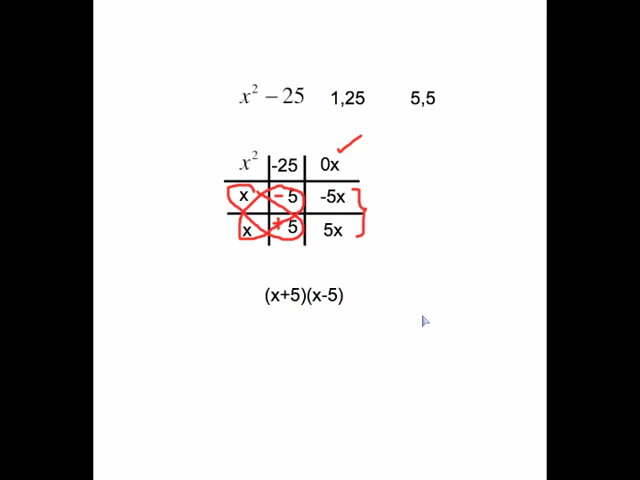 x² − 25 1,25 5,5
x² -25 0x
x − 5 -5x
x + 5 5x
(x+5)(x-5)